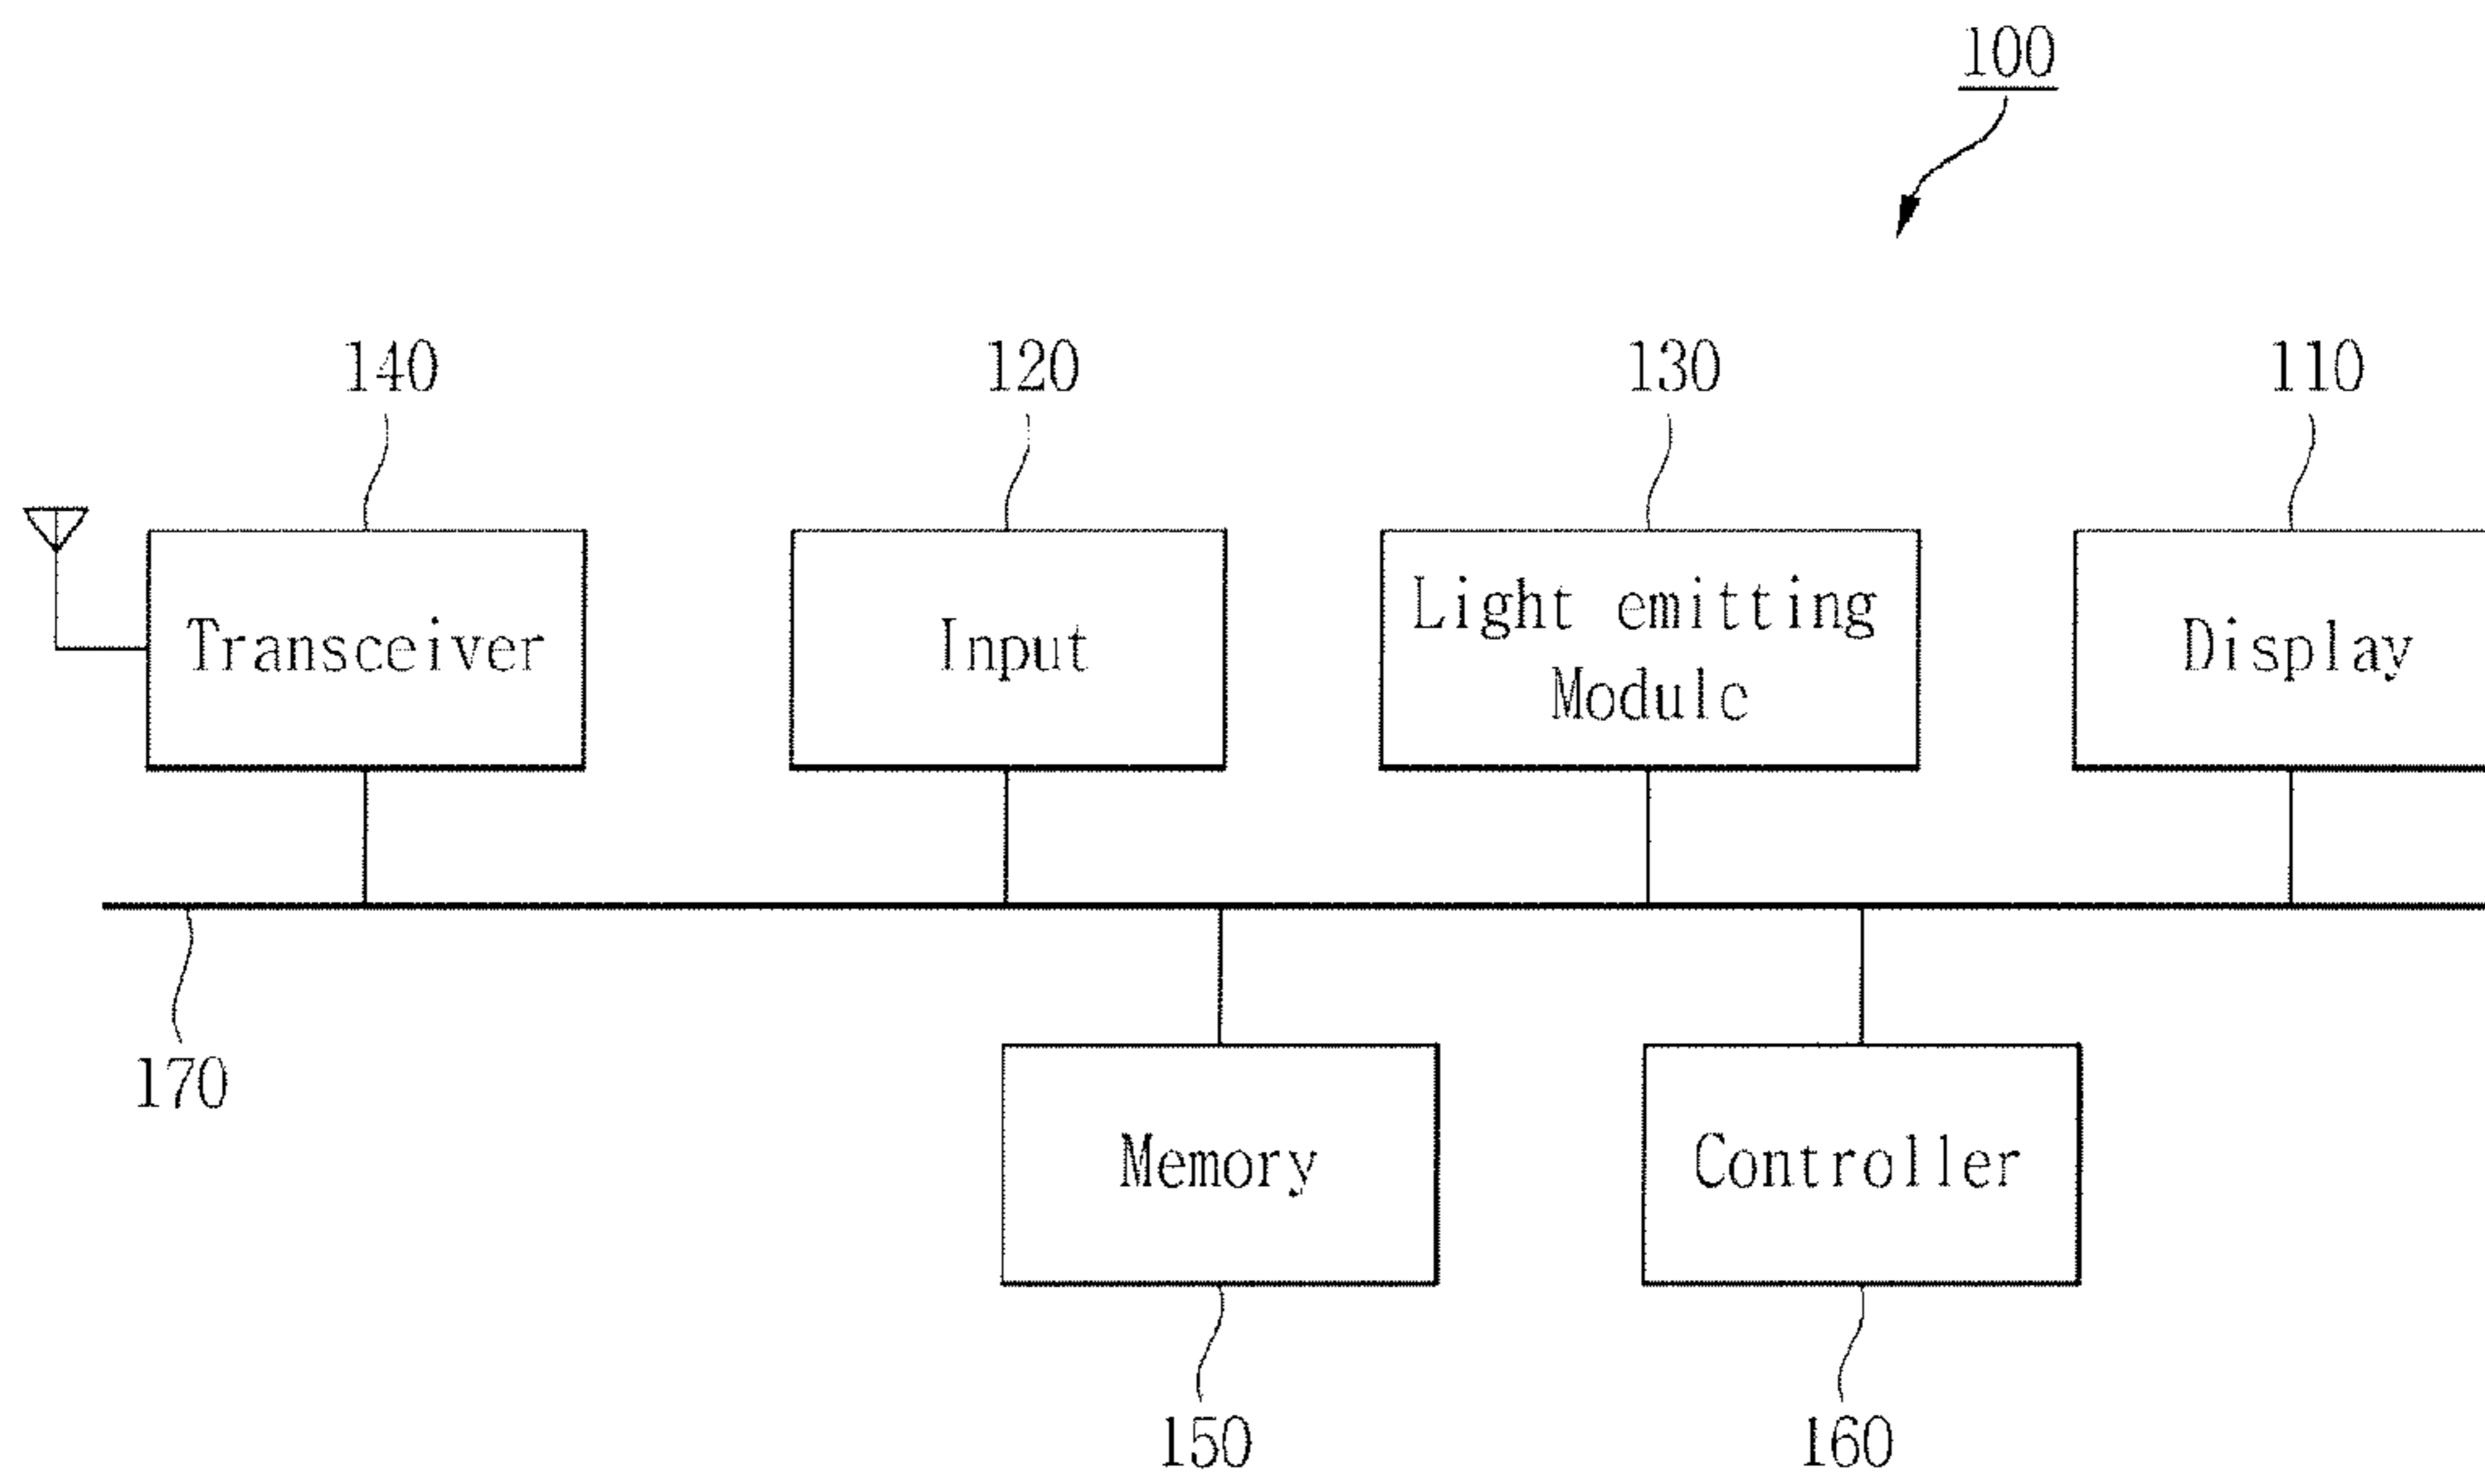 100
140
120
130
110
Transceiver
Input
Light emitting
Module
Display
170
Memory
Controller
150
160